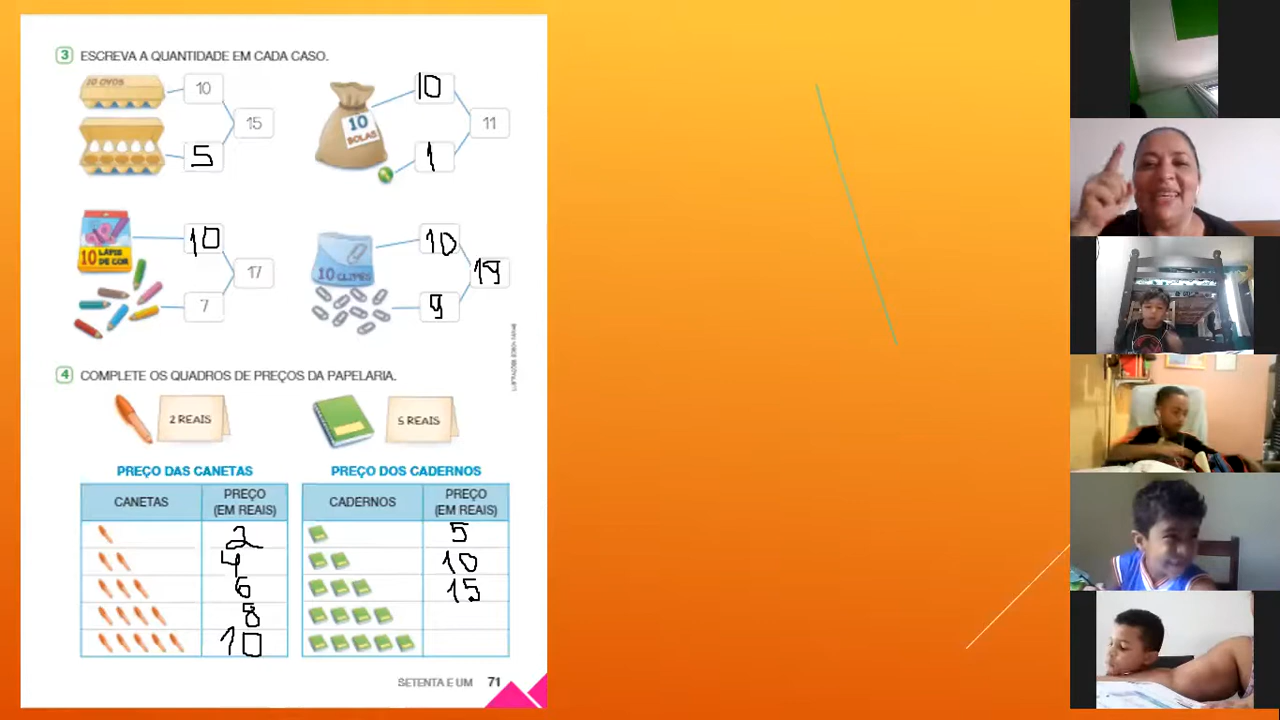 3 ESCREVA A QUANTIDADE EM CADA CASO.
10 OVOS
10
15
5
10 BOLAS
10
11
1
10 LÁPIS DE COR
10
17
7
10 CLIPES
10
19
9
4 COMPLETE OS QUADROS DE PREÇOS DA PAPELARIA.
2 REAIS
5 REAIS
PREÇO DAS CANETAS
CANETAS PREÇO (EM REAIS)
2
4
6
8
10
PREÇO DOS CADERNOS
CADERNOS PREÇO (EM REAIS)
5
10
15
SETENTA E UM 71